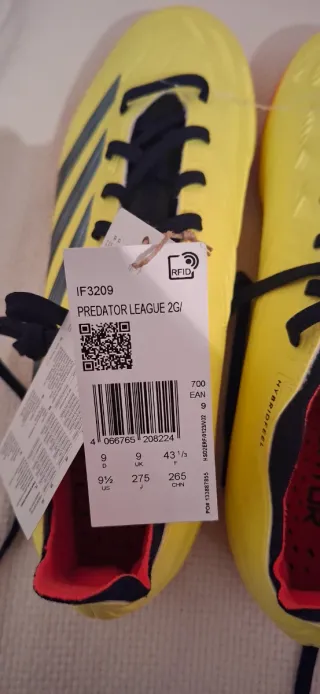 RFID
IF3209
PREDATOR LEAGUE 2G/
700
EAN
9
4 066765 208224
9 9 43 1/3
D UK F
9½ 275 265
US J CHN
HYBRIDFEEL